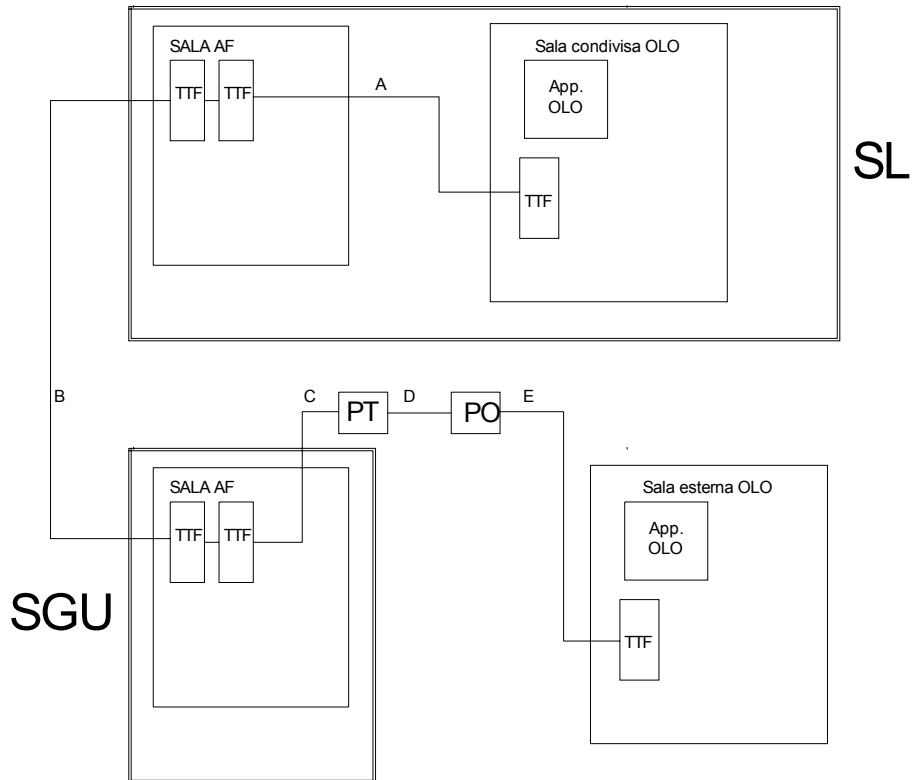 SALA AF
TTF
TTF
A
Sala condivisa OLO
App.
OLO
TTF
SL
B
C
PT
D
PO
E
SGU
SALA AF
TTF
TTF
Sala esterna OLO
App.
OLO
TTF